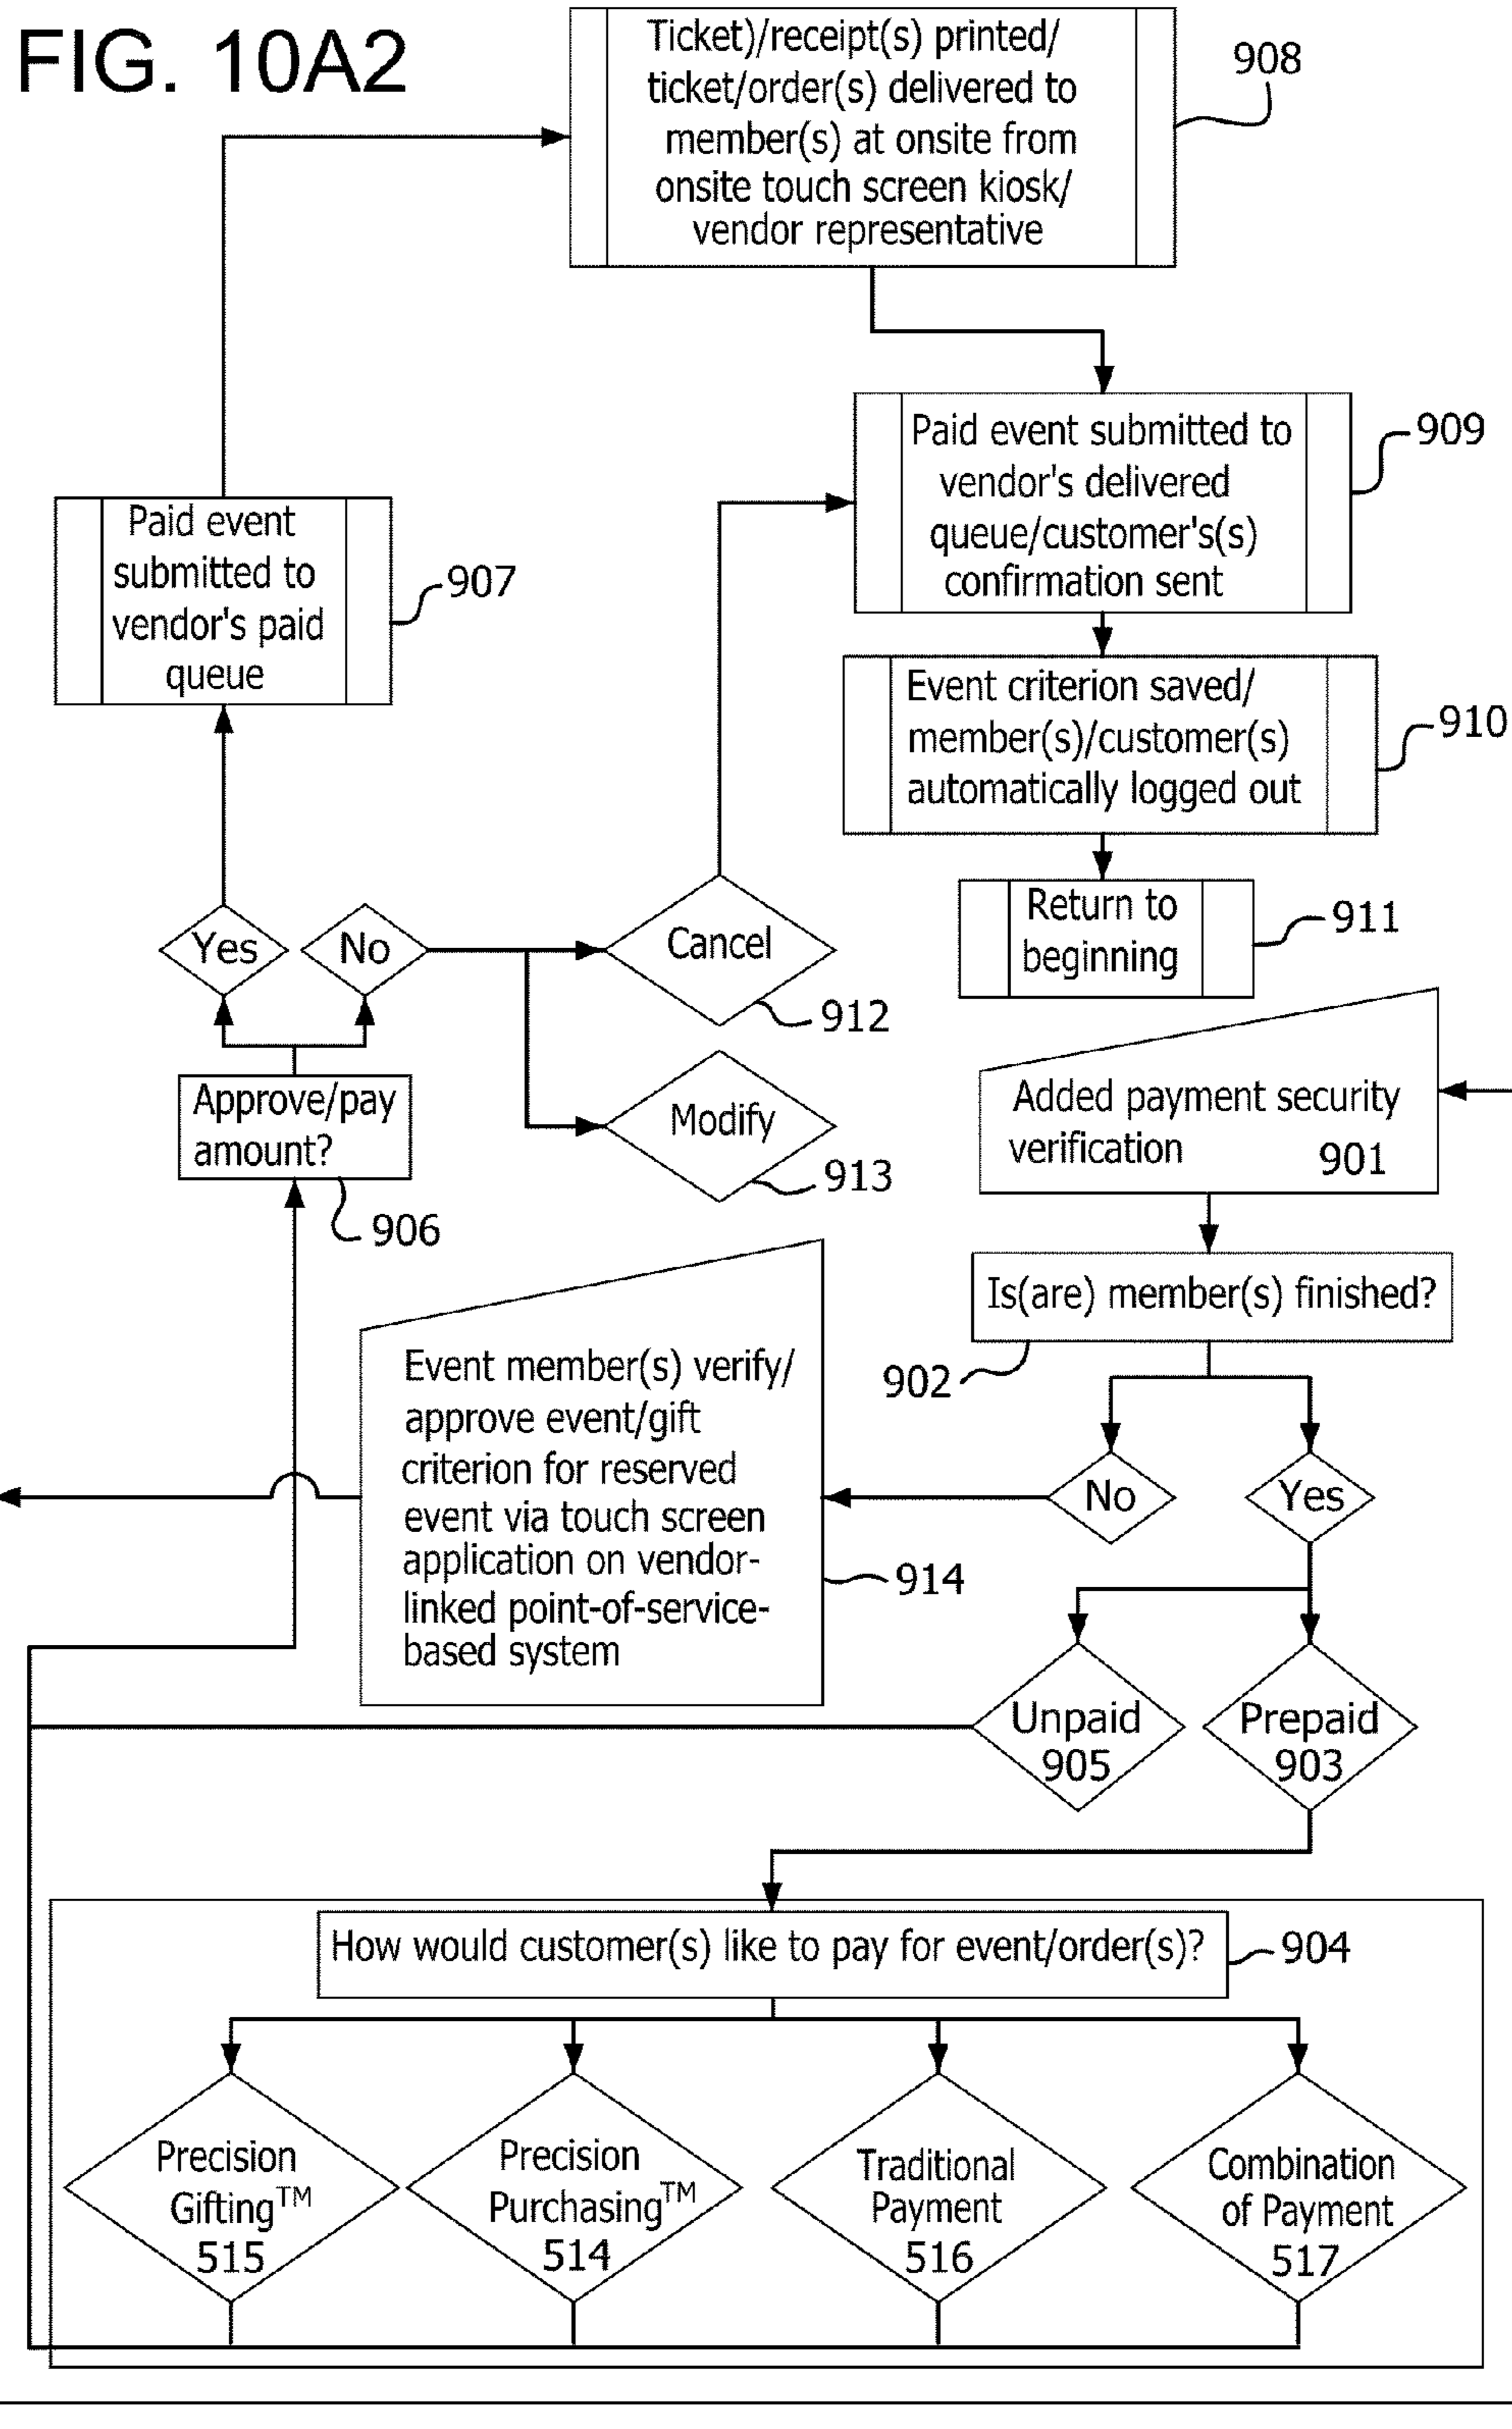 FIG. 10A2
Ticket)/receipt(s) printed/
ticket/order(s) delivered to
member(s) at onsite from
onsite touch screen kiosk/
vendor representative
908
Paid event submitted to
vendor's delivered
queue/customer's(s)
confirmation sent
909
Paid event
submitted to
vendor's paid
queue
907
Event criterion saved/
member(s)/customer(s)
automatically logged out
910
Return to
beginning
911
Yes
No
Cancel
912
Modify
913
Approve/pay
amount?
906
Added payment security
verification
901
Is(are) member(s) finished?
902
No
Yes
Event member(s) verify/
approve event/gift
criterion for reserved
event via touch screen
application on vendor-
linked point-of-service-
based system
914
Unpaid
905
Prepaid
903
How would customer(s) like to pay for event/order(s)?
904
Precision
Gifting™
515
Precision
Purchasing™
514
Traditional
Payment
516
Combination
of Payment
517